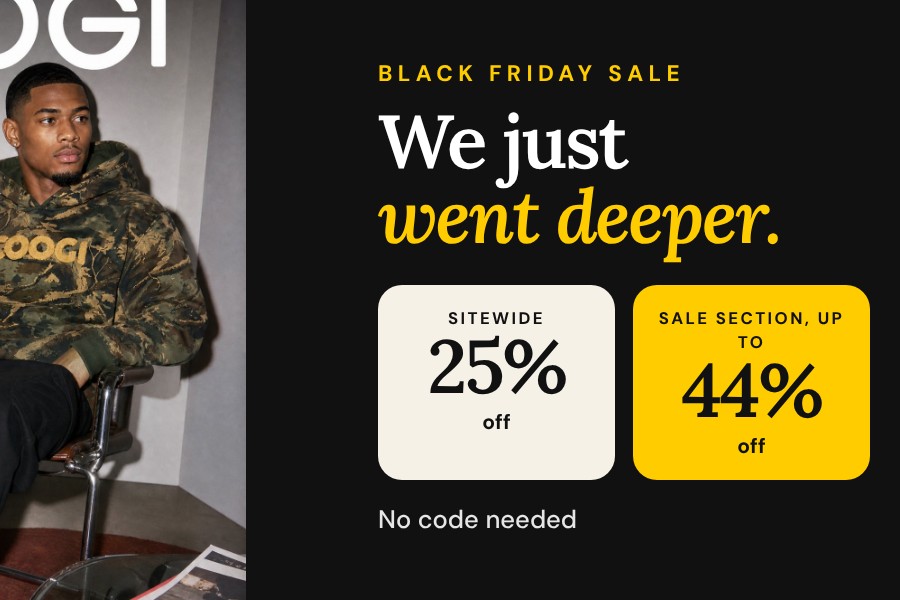 OGI
BLACK FRIDAY SALE
We just
went deeper.
COOGI
SITEWIDE
25%
off
SALE SECTION, UP
TO
44%
off
No code needed